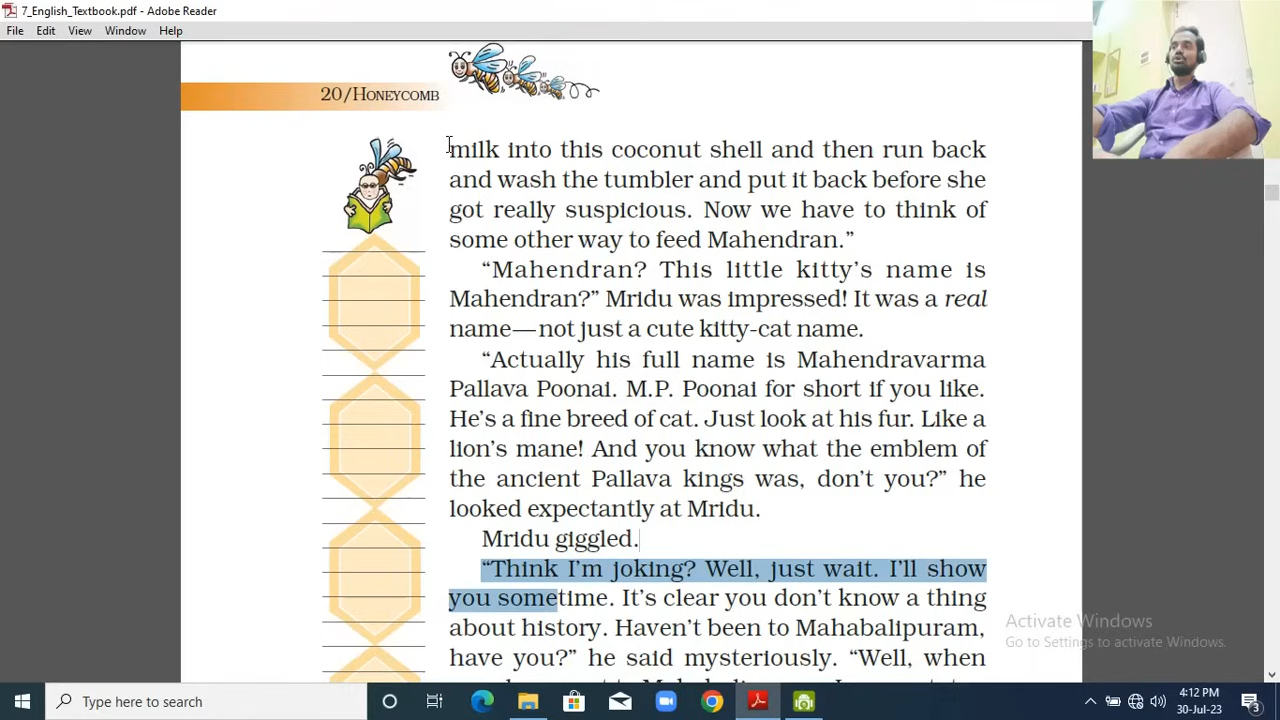 7_English_Textbook.pdf - Adobe Reader
File Edit View Window Help
20/HONEYCOMB
milk into this coconut shell and then run back
and wash the tumbler and put it back before she
got really suspicious. Now we have to think of
some other way to feed Mahendran.”
“Mahendran? This little kitty’s name is
Mahendran?” Mridu was impressed! It was a real
name—not just a cute kitty-cat name.
“Actually his full name is Mahendravarma
Pallava Poonai. M.P. Poonai for short if you like.
He’s a fine breed of cat. Just look at his fur. Like a
lion’s mane! And you know what the emblem of
the ancient Pallava kings was, don’t you?” he
looked expectantly at Mridu.
Mridu giggled.
“Think I’m joking? Well, just wait. I’ll show
you sometime. It’s clear you don’t know a thing
about history. Haven’t been to Mahabalipuram,
have you?” he said mysteriously. “Well, when
Activate Windows
Go to Settings to activate Windows.
Type here to search
4:12 PM
30-Jul-23
3